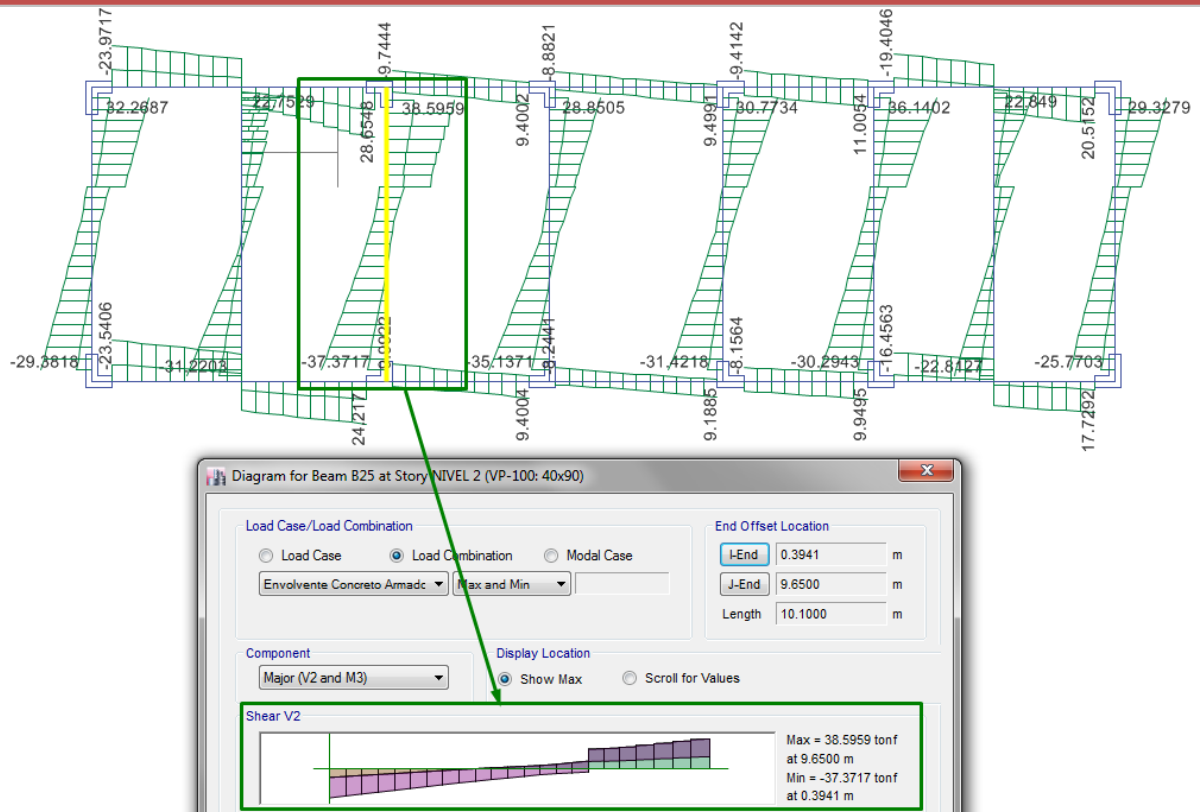 -23.9717
-9.7444
-8.8821
-9.4142
-19.4046
32.2687
22.7529
28.6548
38.5959
9.4002
28.8505
9.4991
30.7734
11.0054
36.1402
22.849
20.5152
29.3279
-29.3818
-23.5406
-31.2203
-37.3717
-35.1371
-8.2441
-31.4218
-8.1564
-30.2943
-16.4563
-22.8127
-25.7703
24.217
9.4004
9.1885
9.9495
17.7292
Diagram for Beam B25 at Story NIVEL 2 (VP-100: 40x90)
Load Case/Load Combination
End Offset Location
Load Case
Load Combination
Modal Case
I-End
0.3941
m
Envolvente Concreto Armadc
Max and Min
J-End
9.6500
m
Length
10.1000
m
Component
Display Location
Major (V2 and M3)
Show Max
Scroll for Values
Shear V2
Max = 38.5959 tonf
at 9.6500 m
Min = -37.3717 tonf
at 0.3941 m